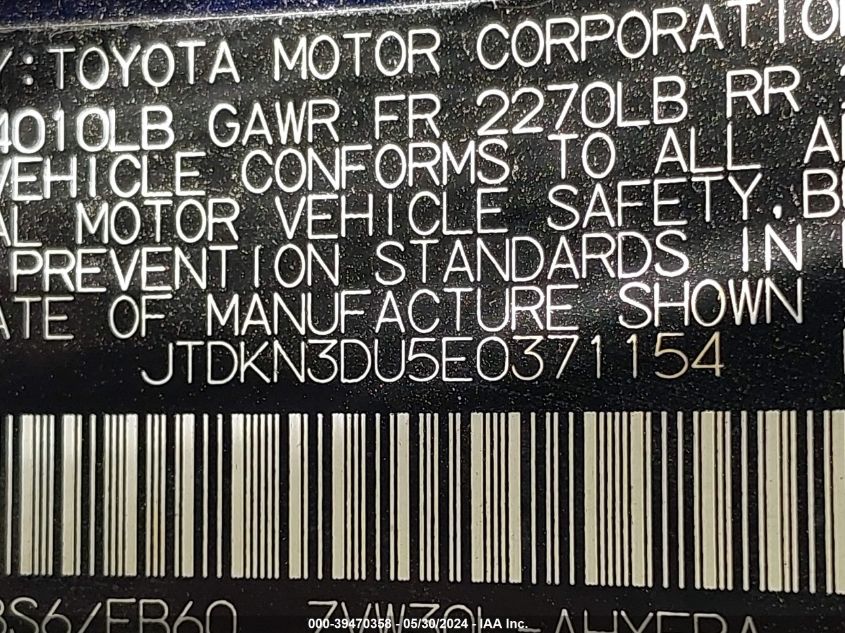 Y:TOYOTA MOTOR CORPORATION
4010LB GAWR FR 2270LB RR
VEHICLE CONFORMS TO ALL
AL MOTOR VEHICLE SAFETY, B
PREVENTION STANDARDS IN
ATE OF MANUFACTURE SHOWN
JTDKN3DU5E0371154
000-39470358 - 05/30/2024 - IAA Inc.